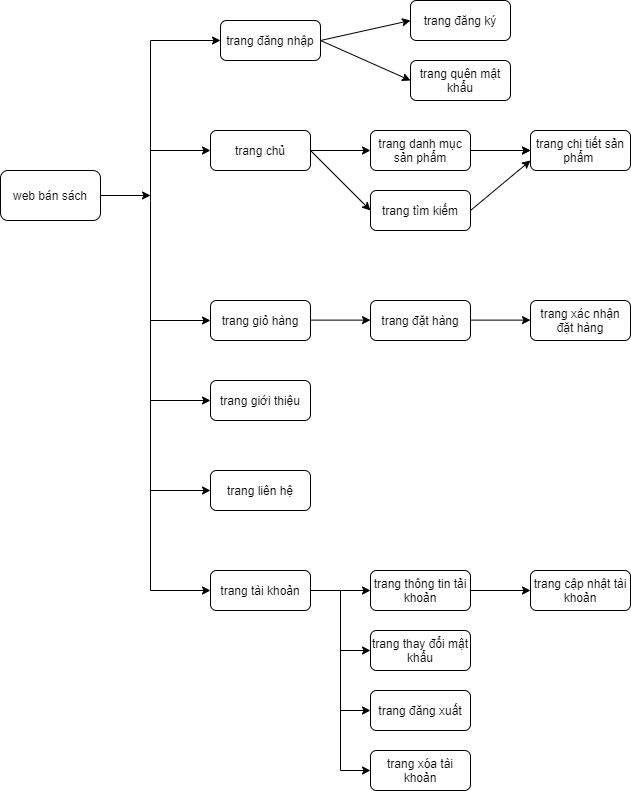 trang đăng ký
trang đăng nhập
trang quên mật
khẩu
trang chủ
trang danh mục
sản phẩm
trang chi tiết sản
phẩm
web bán sách
trang tìm kiếm
trang giỏ hàng
trang đặt hàng
trang xác nhận
đặt hàng
trang giới thiệu
trang liên hệ
trang tài khoản
trang thông tin tài
khoản
trang cập nhật tài
khoản
trang thay đổi mật
khẩu
trang đăng xuất
trang xóa tài
khoản